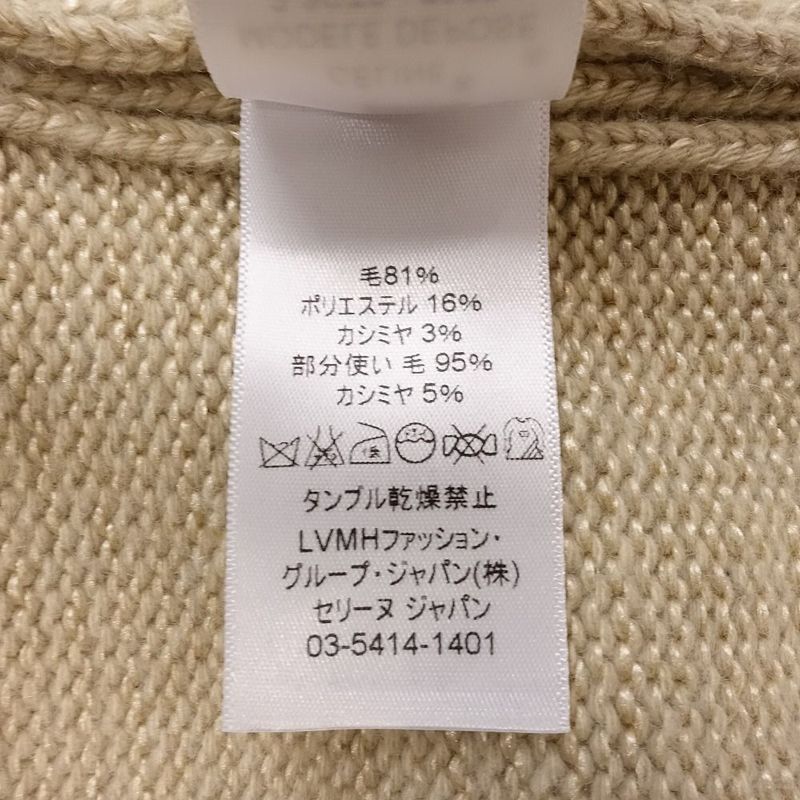 MODELE DEPOSE
CELINE
毛81%
ポリエステル 16%
カシミヤ 3%
部分使い 毛 95%
カシミヤ 5%
タンブル乾燥禁止
LVMHファッション・
グループ・ジャパン(株)
セリーヌ ジャパン
03-5414-1401